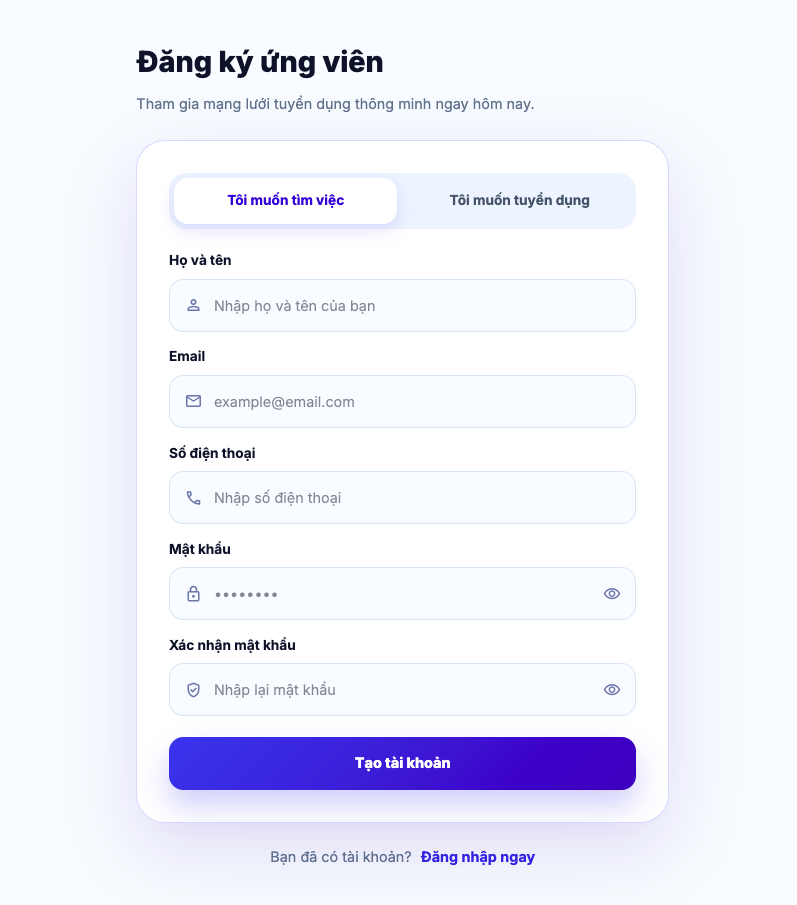 Đăng ký ứng viên
Tham gia mạng lưới tuyển dụng thông minh ngay hôm nay.
Tôi muốn tìm việc
Tôi muốn tuyển dụng
Họ và tên
Nhập họ và tên của bạn
Email
example@email.com
Số điện thoại
Nhập số điện thoại
Mật khẩu
••••••••
Xác nhận mật khẩu
Nhập lại mật khẩu
Tạo tài khoản
Bạn đã có tài khoản? Đăng nhập ngay